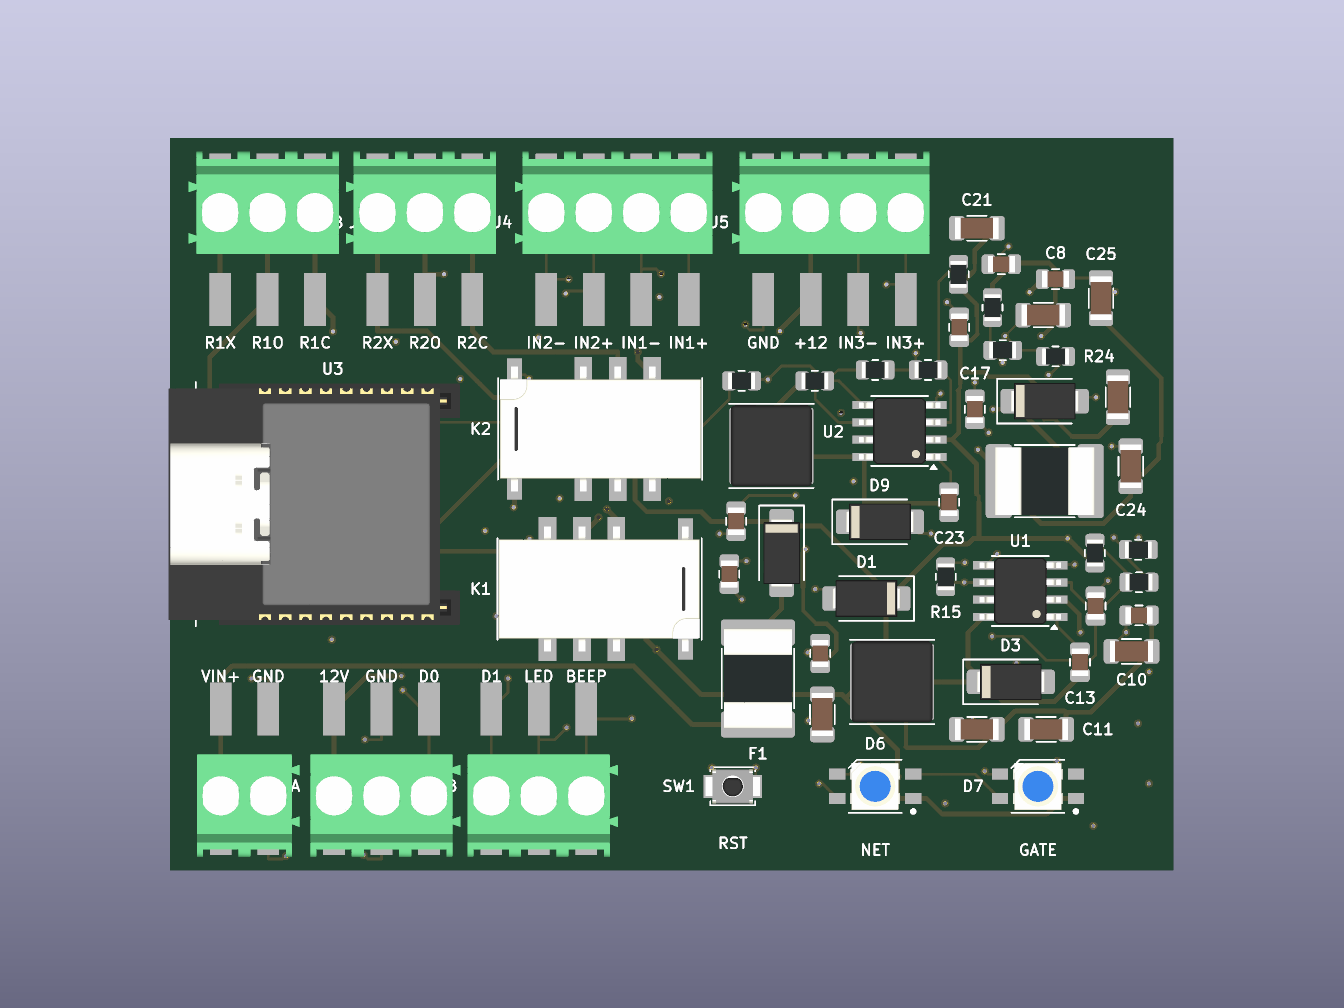 C21
J4
J5
C8
C25
R1X
R1O
R1C
R2X
R2O
R2C
IN2-
IN2+
IN1-
IN1+
GND
+12
IN3-
IN3+
R24
U3
C17
K2
U2
D9
C24
C23
U1
D1
K1
R15
D3
VIN+
GND
12V
GND
D0
D1
LED
BEEP
C10
C13
F1
D6
C11
SW1
D7
RST
NET
GATE